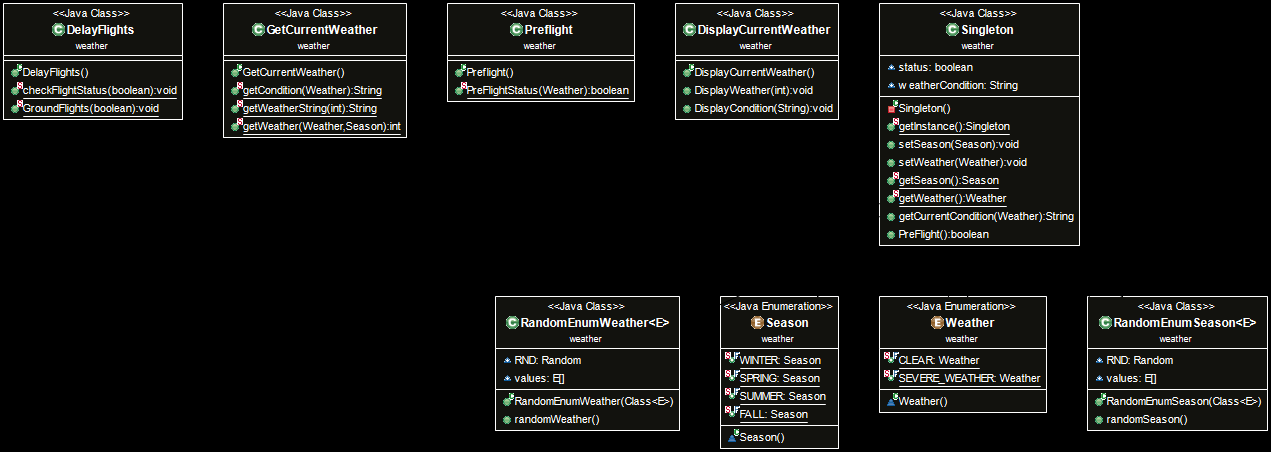 <<Java Class>>
DelayFlights
weather
DelayFlights()
checkFlightStatus(boolean):void
GroundFlights(boolean):void
<<Java Class>>
GetCurrentWeather
weather
GetCurrentWeather()
getCondition(Weather):String
getWeatherString(int):String
getWeather(Weather,Season):int
<<Java Class>>
Preflight
weather
Preflight()
PreFlightStatus(Weather):boolean
<<Java Class>>
DisplayCurrentWeather
weather
DisplayCurrentWeather()
DisplayWeather(int):void
DisplayCondition(String):void
<<Java Class>>
Singleton
weather
status: boolean
weatherCondition: String
Singleton()
getInstance():Singleton
setSeason(Season):void
setWeather(Weather):void
getSeason():Season
getWeather():Weather
getCurrentCondition(Weather):String
PreFlight():boolean
<<Java Class>>
RandomEnumWeather<E>
weather
RND: Random
values: E[]
RandomEnumWeather(Class<E>)
randomWeather()
<<Java Enumeration>>
Season
weather
WINTER: Season
SPRING: Season
SUMMER: Season
FALL: Season
Season()
<<Java Enumeration>>
Weather
weather
CLEAR: Weather
SEVERE_WEATHER: Weather
Weather()
<<Java Class>>
RandomEnumSeason<E>
weather
RND: Random
values: E[]
RandomEnumSeason(Class<E>)
randomSeason()